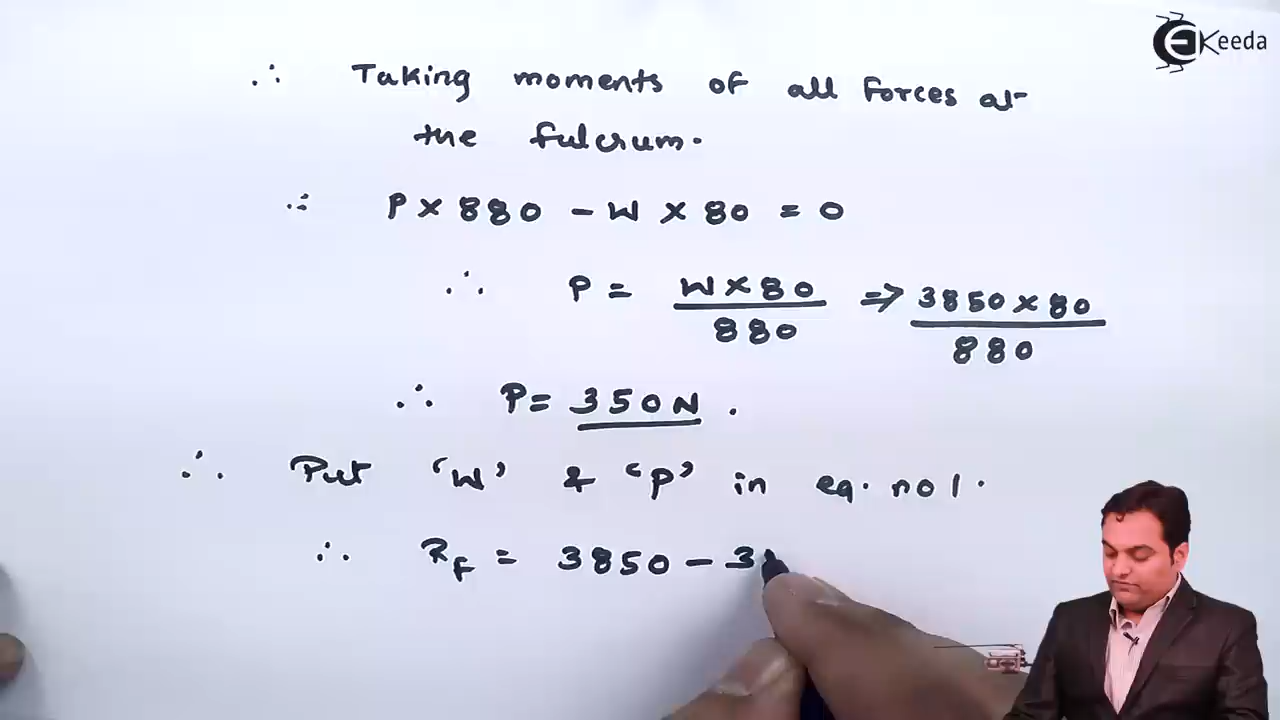 EKeeda
∴ Taking moments of all forces at
the fulcrum.
∴ P × 880 - W × 80 = 0
∴ P = W × 80 / 880 ⇒ 3850 × 80 / 880
∴ P = 350N.
∴ Put 'W' & 'P' in eq. no 1.
∴ RF = 3850 - 3